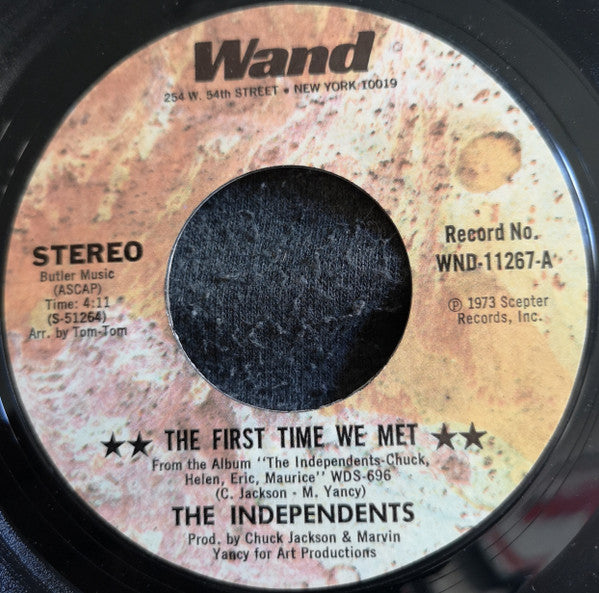 Wand
254 W. 54th STREET • NEW YORK 10019
STEREO
Butler Music
(ASCAP)
Time: 4:11
(S-51264)
Arr. by Tom-Tom
Record No.
WND-11267-A
℗ 1973 Scepter
Records, Inc.
★★ THE FIRST TIME WE MET ★★
From the Album "The Independents-Chuck,
Helen, Eric, Maurice" WDS-696
(C. Jackson - M. Yancy)
THE INDEPENDENTS
Prod. by Chuck Jackson & Marvin
Yancy for Art Productions